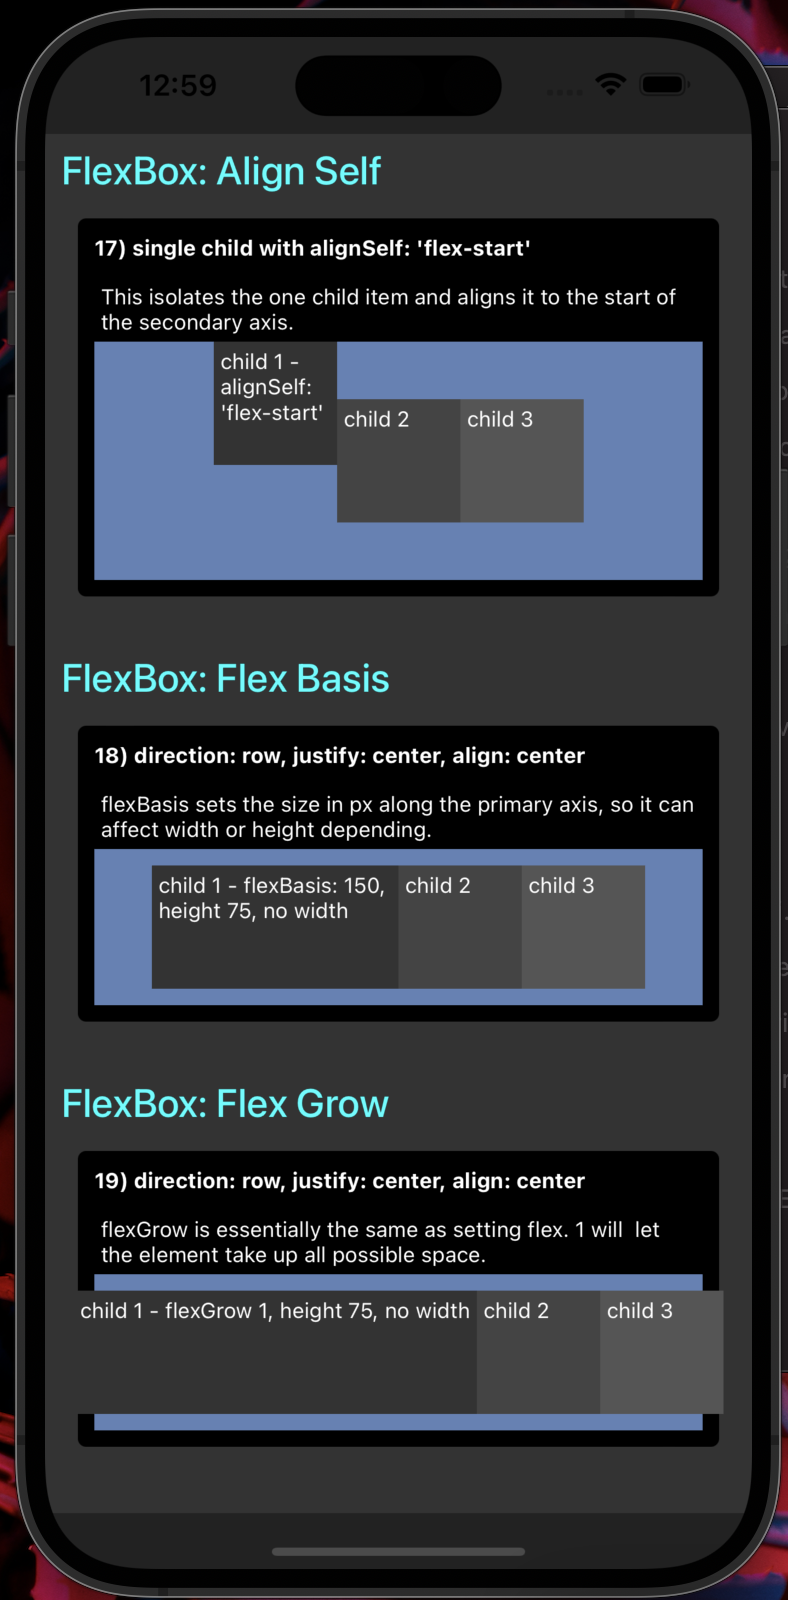 12:59
FlexBox: Align Self
17) single child with alignSelf: 'flex-start'
This isolates the one child item and aligns it to the start of
the secondary axis.
child 1 -
alignSelf:
'flex-start'
child 2
child 3
FlexBox: Flex Basis
18) direction: row, justify: center, align: center
flexBasis sets the size in px along the primary axis, so it can
affect width or height depending.
child 1 - flexBasis: 150,
height 75, no width
child 2
child 3
FlexBox: Flex Grow
19) direction: row, justify: center, align: center
flexGrow is essentially the same as setting flex. 1 will  let
the element take up all possible space.
child 1 - flexGrow 1, height 75, no width
child 2
child 3